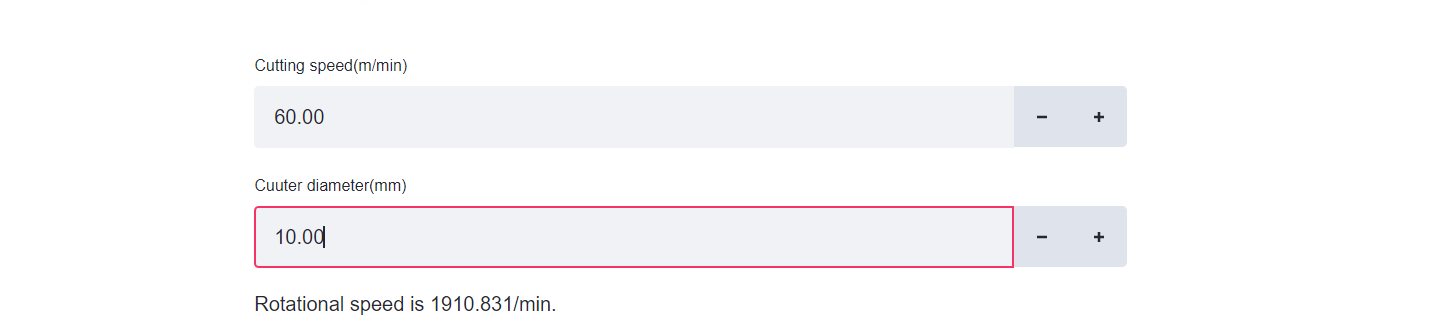 Cutting speed(m/min)
60.00 − +
Cuuter diameter(mm)
10.00 − +
Rotational speed is 1910.831/min.